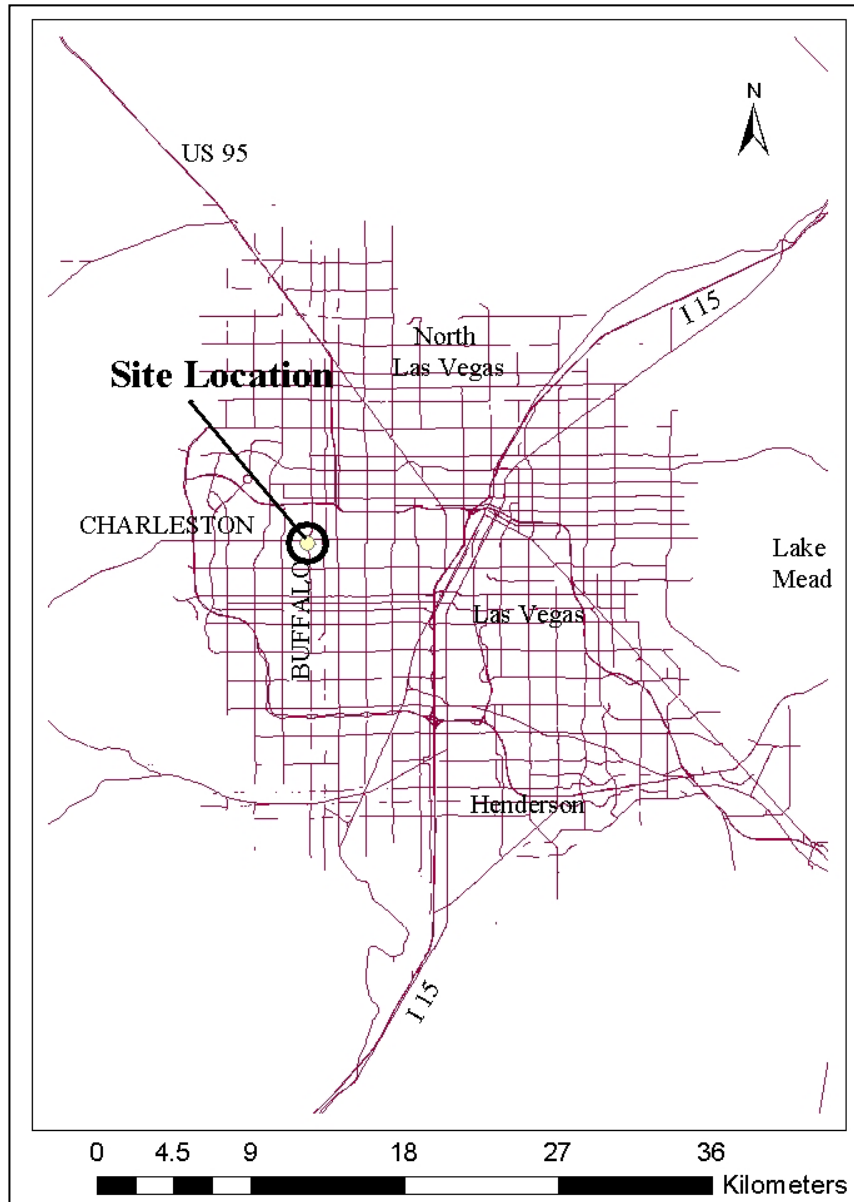 N
US 95
I 15
North
Las Vegas
Site Location
CHARLESTON
BUFFALO
Lake
Mead
Las Vegas
Henderson
I 15
0 4.5 9 18 27 36
Kilometers